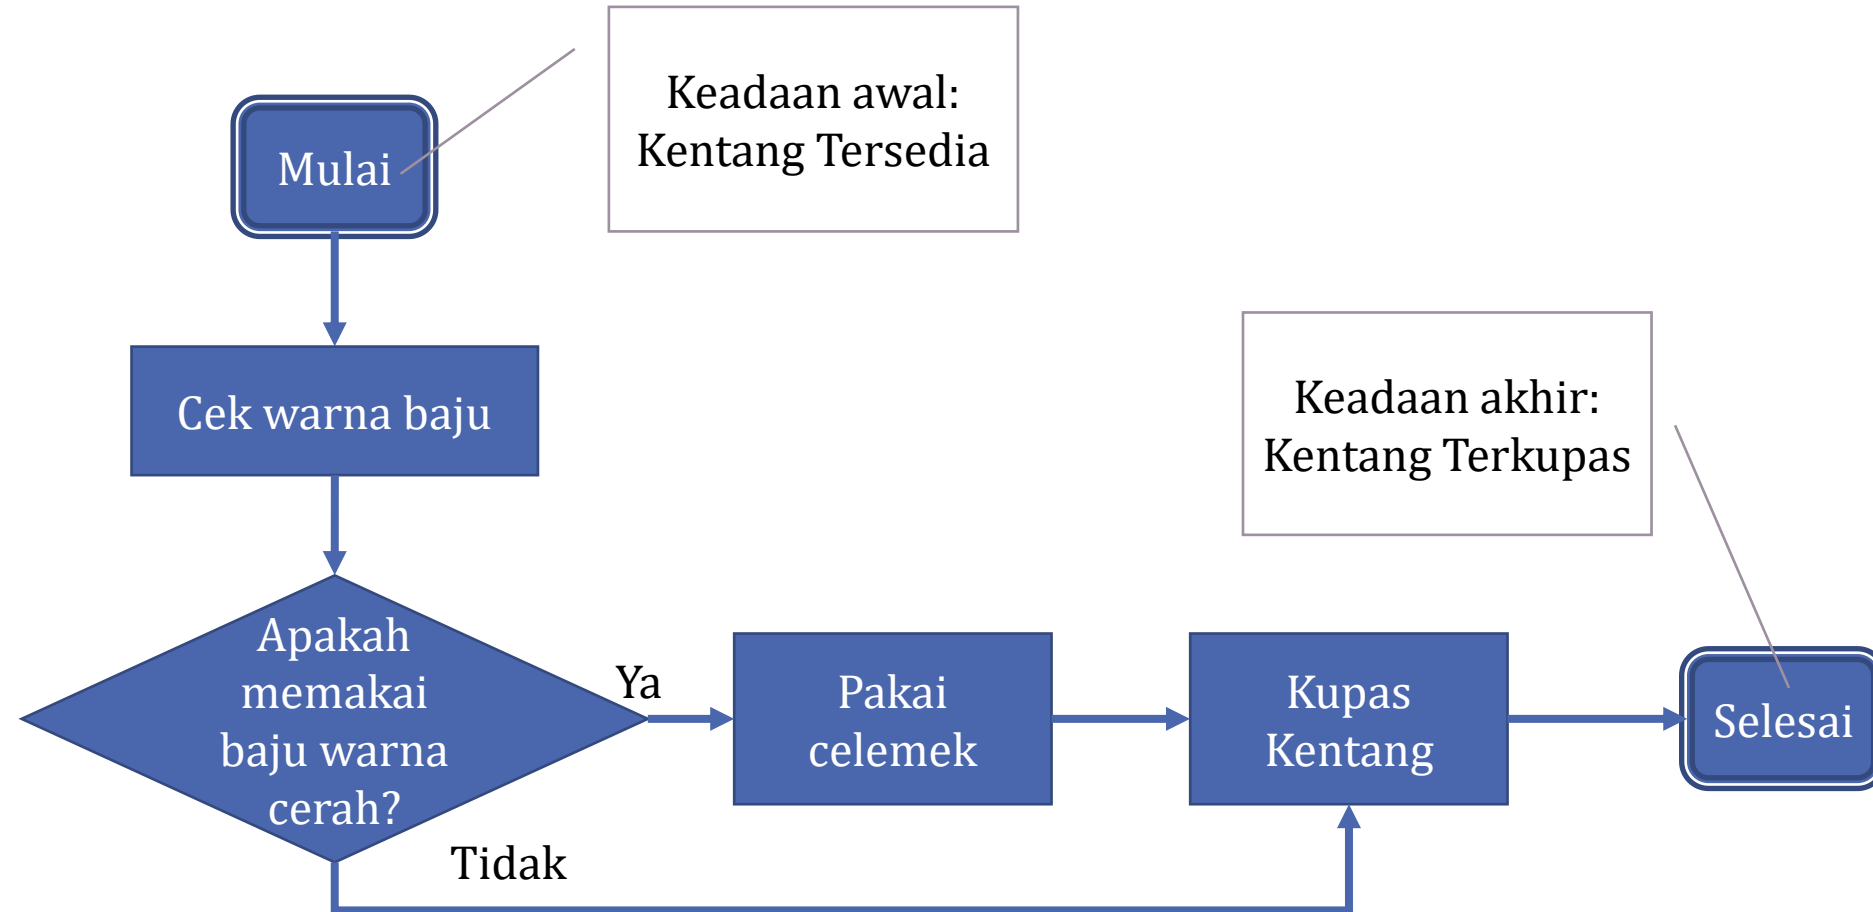 Keadaan awal:
Kentang Tersedia
Mulai
Cek warna baju
Keadaan akhir:
Kentang Terkupas
Apakah
memakai
baju warna
cerah?
Ya
Pakai
celemek
Kupas
Kentang
Selesai
Tidak